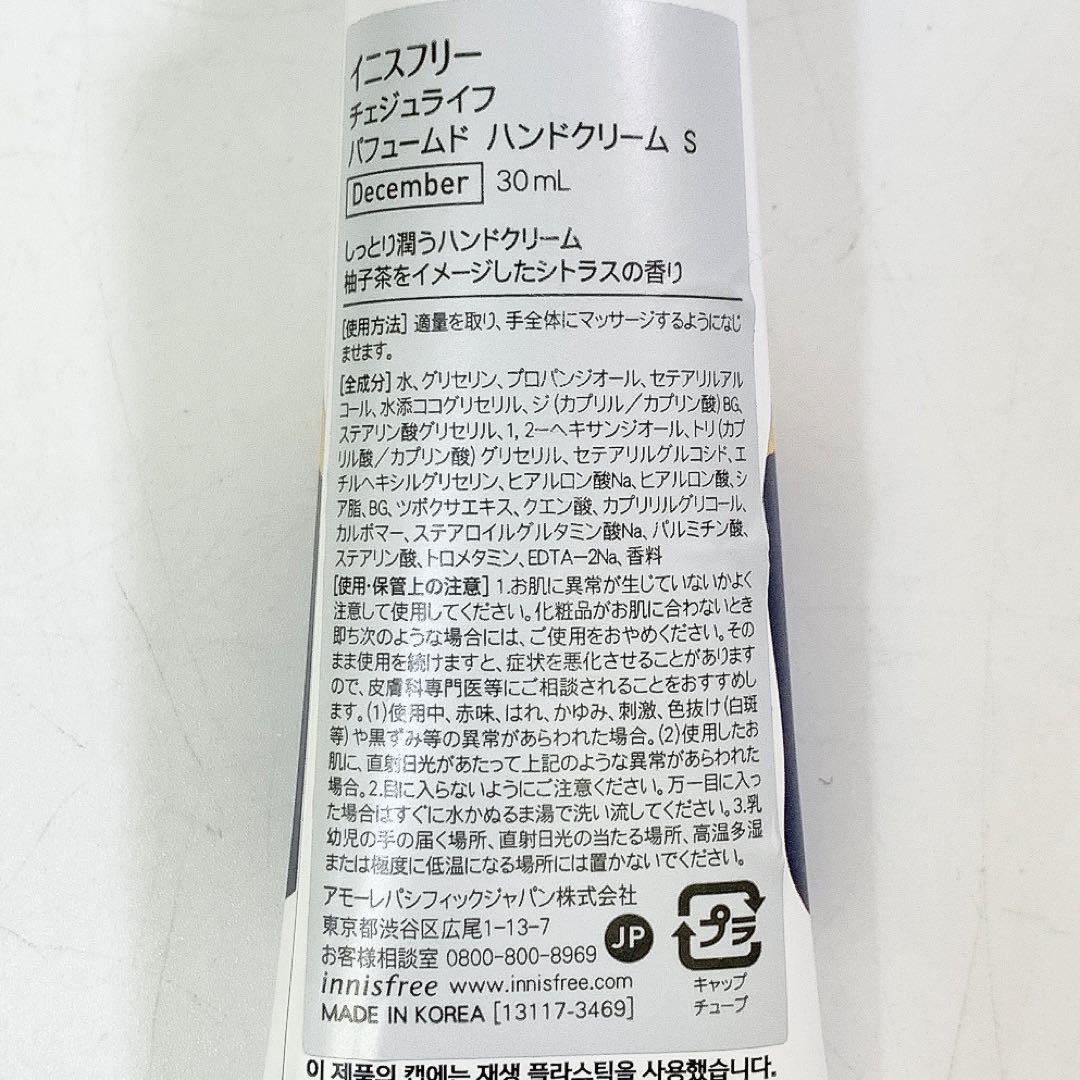 イニスフリー
チェジュライフ
パフュームド ハンドクリーム S
December 30mL
しっとり潤うハンドクリーム
柚子茶をイメージしたシトラスの香り
[使用方法] 適量を取り、手全体にマッサージするようになじ
ませます。
[全成分] 水、グリセリン、プロパンジオール、セテアリルアル
コール、水添ココグリセリル、ジ(カプリル/カプリン酸)BG、
ステアリン酸グリセリル、1,2-ヘキサンジオール、トリ(カプ
リル酸/カプリン酸)グリセリル、セテアリルグルコシド、エ
チルヘキシルグリセリン、ヒアルロン酸Na、ヒアルロン酸、シ
ア脂、BG、ツボクサエキス、クエン酸、カプリリルグリコール、
カルボマー、ステアロイルグルタミン酸Na、パルミチン酸、
ステアリン酸、トロメタミン、EDTA-2Na、香料
[使用・保管上の注意] 1.お肌に異常が生じていないかよく
注意して使用してください。化粧品がお肌に合わないとき
即ち次のような場合には、ご使用をおやめください。その
まま使用を続けますと、症状を悪化させることがあります
ので、皮膚科専門医等にご相談されることをおすすめし
ます。(1)使用中、赤味、はれ、かゆみ、刺激、色抜け(白斑
等)や黒ずみ等の異常があらわれた場合。(2)使用したお
肌に、直射日光があたって上記のような異常があらわれた
場合。2.目に入らないようにご注意ください。万一目に入っ
た場合はすぐに水かぬるま湯で洗い流してください。3.乳
幼児の手の届く場所、直射日光の当たる場所、高温多湿
または極度に低温になる場所には置かないでください。
アモーレパシフィックジャパン株式会社
東京都渋谷区広尾1-13-7
お客様相談室 0800-800-8969
JP
プラ
キャップ
チューブ
innisfree www.innisfree.com
MADE IN KOREA [13117-3469]
이 제품의 캡에는 재생 플라스틱을 사용했습니다.